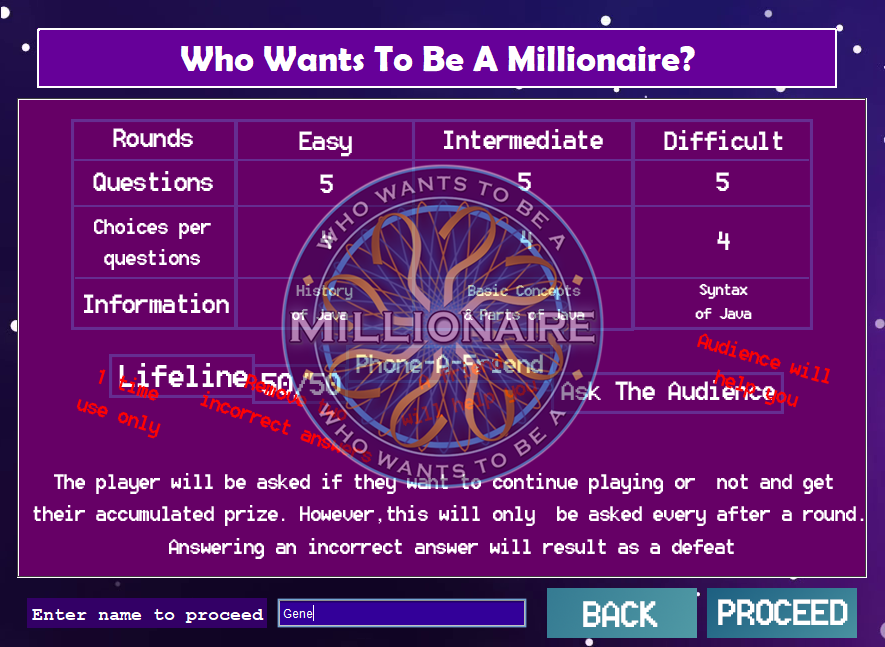 Who Wants To Be A Millionaire?
Rounds Easy Intermediate Difficult
Questions 5 5 5
Choices per questions 4 4 4
Information History of Java Basic Concepts & Parts of Java Syntax of Java
WHO WANTS TO BE A
MILLIONAIRE
WHO WANTS TO BE A
Lifeline
1 time
use only
50/50
Remove
incorrect answers
Phone-A-Friend
will help you
Ask The Audience
Audience will
help you
The player will be asked if they want to continue playing or not and get
their accumulated prize. However,this will only be asked every after a round.
Answering an incorrect answer will result as a defeat
Enter name to proceed Gene
BACK
PROCEED